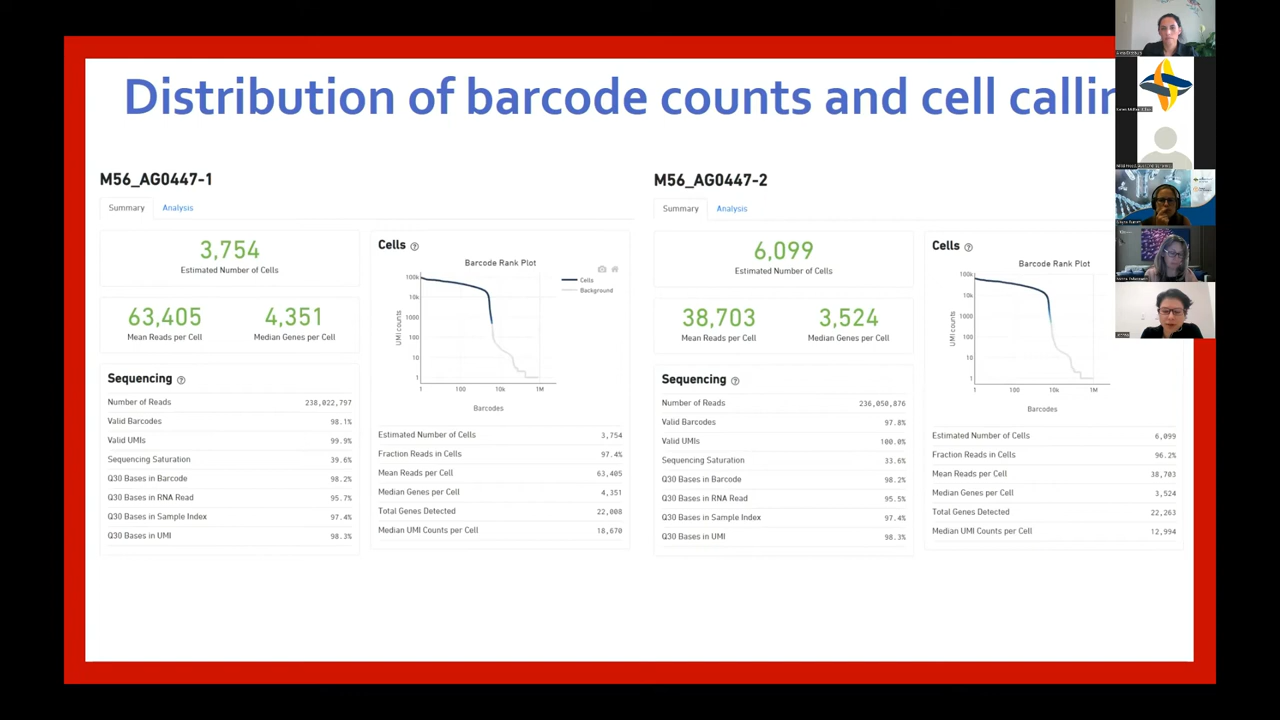 Distribution of barcode counts and cell callin
M56_AG0447-1
Summary
Analysis
3,754
Estimated Number of Cells
63,405
Mean Reads per Cell
4,351
Median Genes per Cell
Sequencing ?
Number of Reads 238,022,797
Valid Barcodes 98.1%
Valid UMIs 99.9%
Sequencing Saturation 39.6%
Q30 Bases in Barcode 98.2%
Q30 Bases in RNA Read 95.7%
Q30 Bases in Sample Index 97.4%
Q30 Bases in UMI 98.3%
Cells ?
Barcode Rank Plot
Cells
Background
100k
10k
1000
100
10
1
UMI counts
1 100 10k 1M
Barcodes
Estimated Number of Cells 3,754
Fraction Reads in Cells 97.4%
Mean Reads per Cell 63,405
Median Genes per Cell 4,351
Total Genes Detected 22,008
Median UMI Counts per Cell 18,670
M56_AG0447-2
Summary
Analysis
6,099
Estimated Number of Cells
38,703
Mean Reads per Cell
3,524
Median Genes per Cell
Sequencing ?
Number of Reads 236,050,876
Valid Barcodes 97.8%
Valid UMIs 100.0%
Sequencing Saturation 33.6%
Q30 Bases in Barcode 98.2%
Q30 Bases in RNA Read 95.5%
Q30 Bases in Sample Index 97.4%
Q30 Bases in UMI 98.3%
Cells ?
Barcode Rank Plot
100k
10k
1000
100
10
1
UMI counts
1 100 10k 1M
Barcodes
Estimated Number of Cells 6,099
Fraction Reads in Cells 96.2%
Mean Reads per Cell 38,703
Median Genes per Cell 3,524
Total Genes Detected 22,263
Median UMI Counts per Cell 12,994